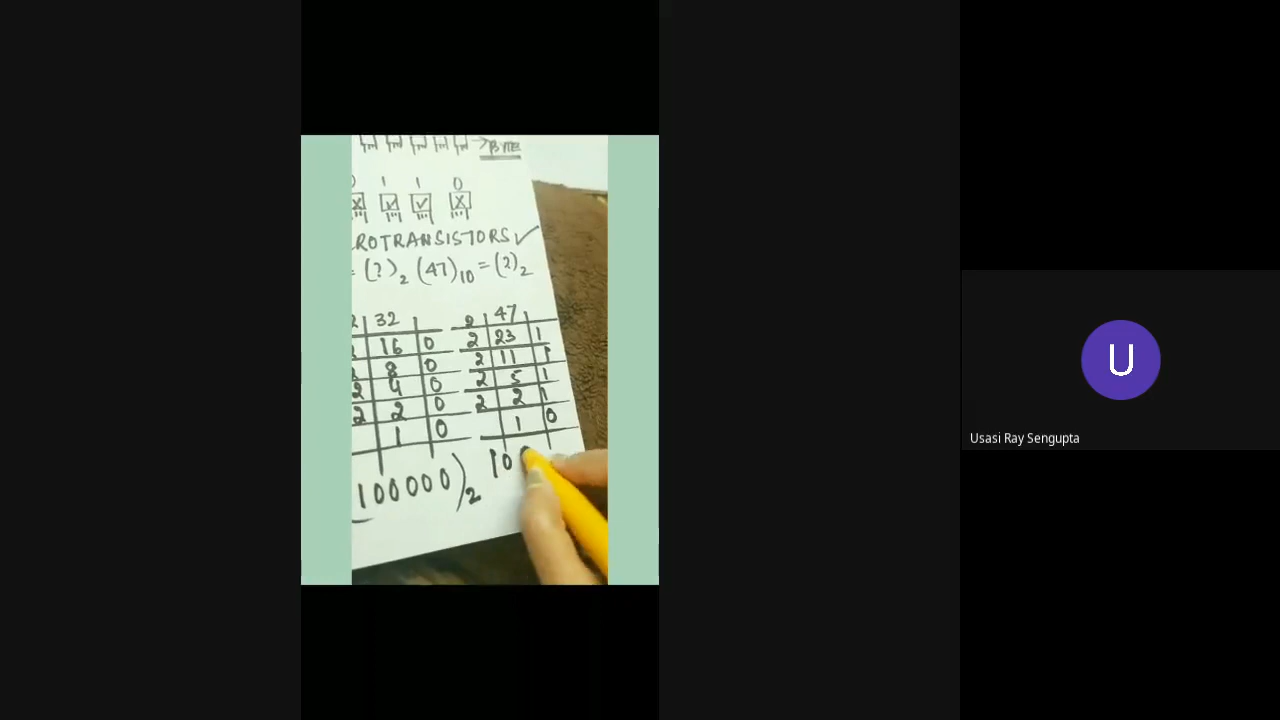 →BYTE
0 1 1 0
ROTRANSISTORS ✓
= (?)₂ (47)₁₀ = (?)₂
32 2 47
16 0 2 23 1
8 0 2 11 1
2 4 0 2 5 1
2 2 0 2 2 1
1 0 1 0
100000)₂ 10
U
Usasi Ray Sengupta